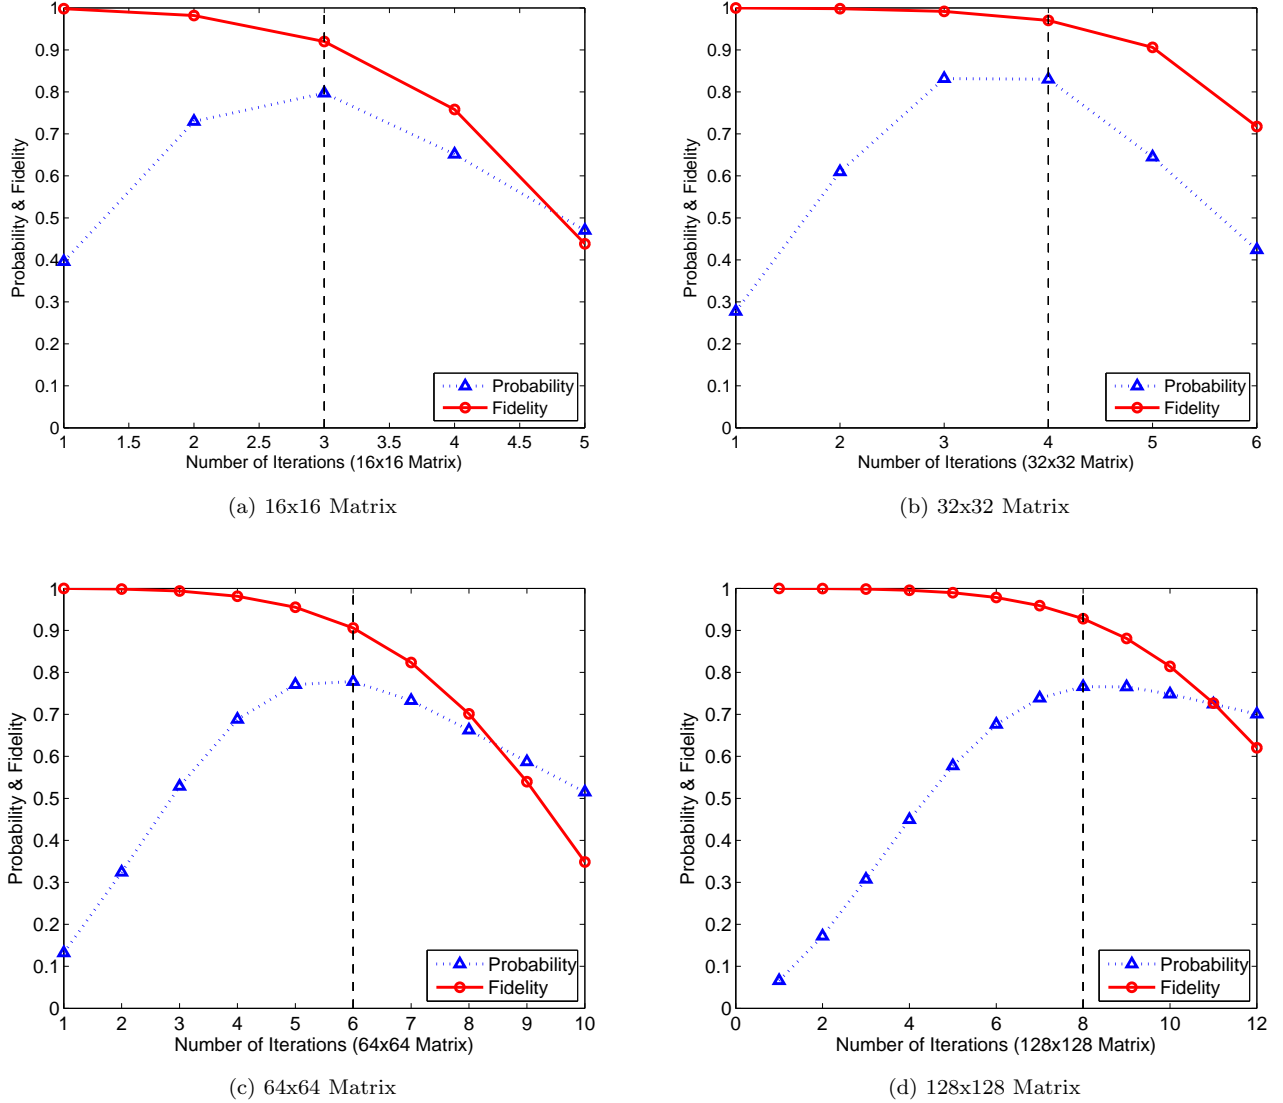 1
0.9
0.8
0.7
0.6
0.5
0.4
0.3
0.2
0.1
0
Probability & Fidelity
1 1.5 2 2.5 3 3.5 4 4.5 5
Number of Iterations (16x16 Matrix)
Probability
Fidelity
(a) 16x16 Matrix
1
0.9
0.8
0.7
0.6
0.5
0.4
0.3
0.2
0.1
0
Probability & Fidelity
1 2 3 4 5 6
Number of Iterations (32x32 Matrix)
Probability
Fidelity
(b) 32x32 Matrix
1
0.9
0.8
0.7
0.6
0.5
0.4
0.3
0.2
0.1
0
Probability & Fidelity
1 2 3 4 5 6 7 8 9 10
Number of Iterations (64x64 Matrix)
Probability
Fidelity
(c) 64x64 Matrix
1
0.9
0.8
0.7
0.6
0.5
0.4
0.3
0.2
0.1
0
Probability & Fidelity
0 2 4 6 8 10 12
Number of Iterations (128x128 Matrix)
Probability
Fidelity
(d) 128x128 Matrix